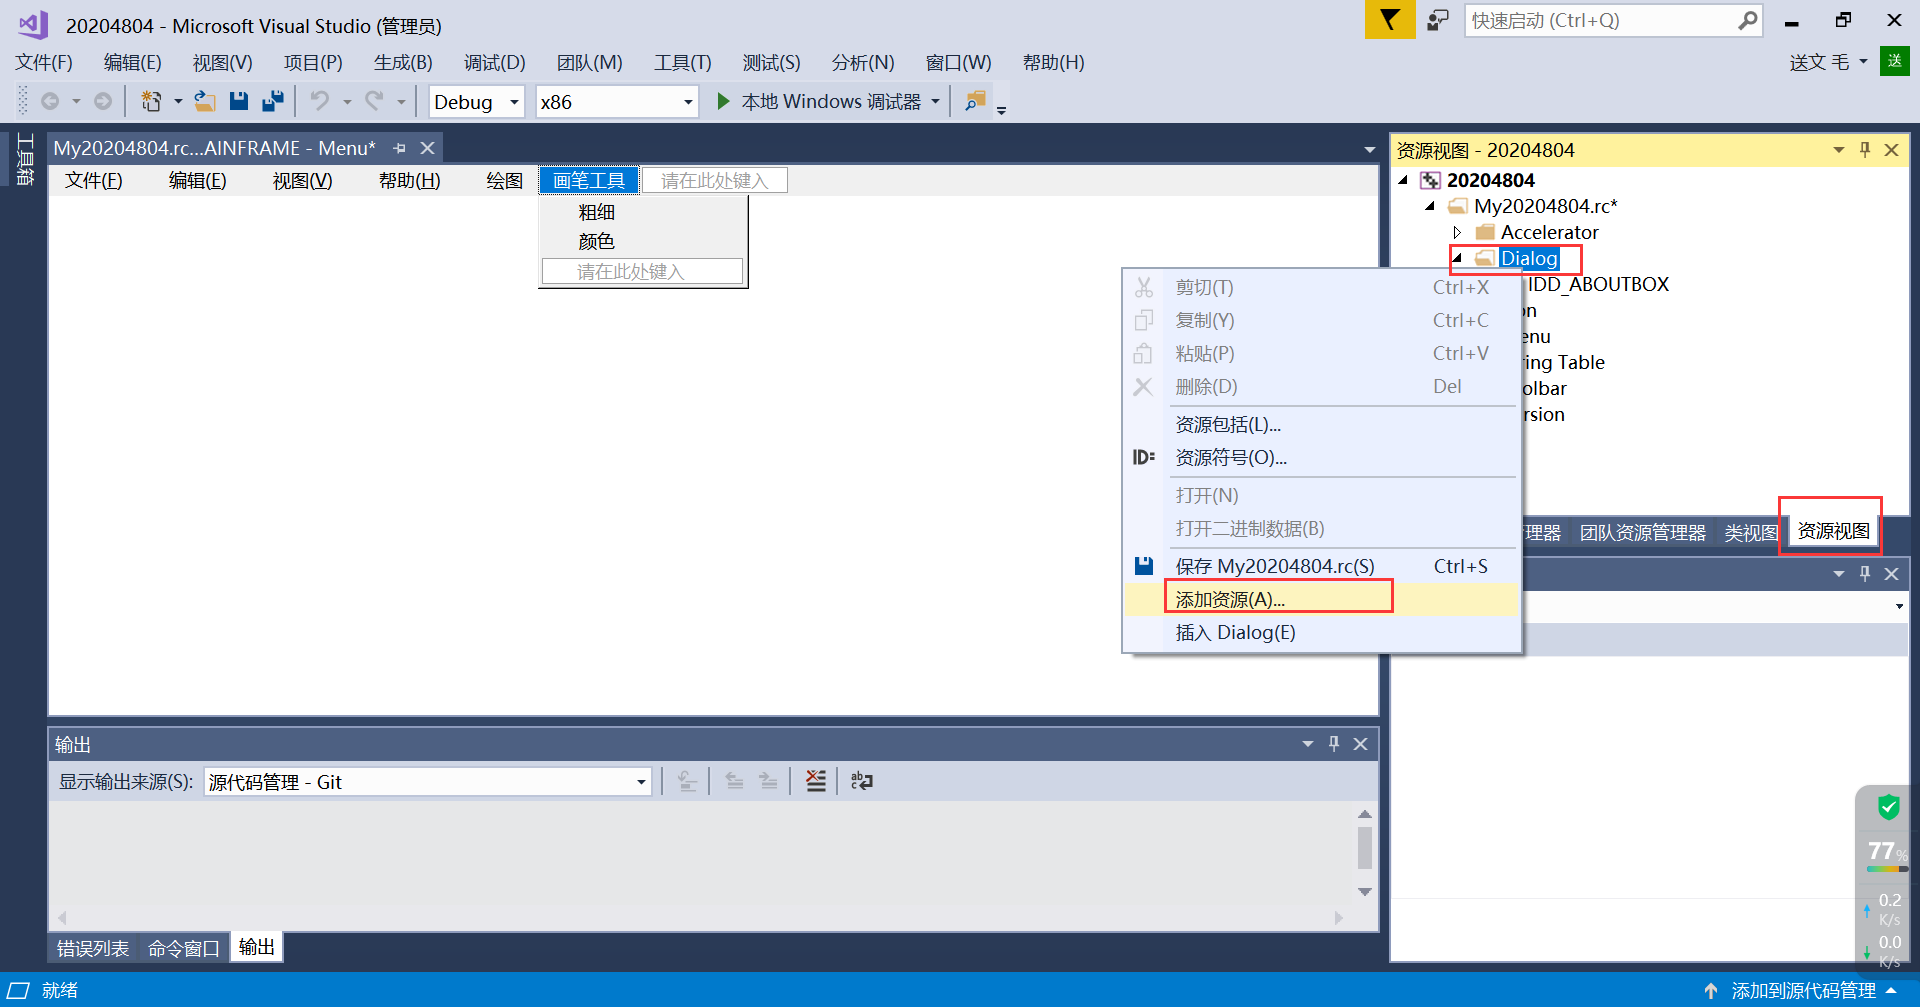 20204804 - Microsoft Visual Studio (管理员)
快速启动 (Ctrl+Q)
文件(F) 编辑(E) 视图(V) 项目(P) 生成(B) 调试(D) 团队(M) 工具(T) 测试(S) 分析(N) 窗口(W) 帮助(H)
送文 毛
送
Debug x86 本地 Windows 调试器
工具箱
My20204804.rc...AINFRAME - Menu*
文件(F) 编辑(E) 视图(V) 帮助(H) 绘图 画笔工具 请在此处键入
粗细
颜色
请在此处键入
资源视图 - 20204804
20204804
My20204804.rc*
Accelerator
Dialog
IDD_ABOUTBOX
on
enu
ring Table
olbar
rsion
剪切(T) Ctrl+X
复制(Y) Ctrl+C
粘贴(P) Ctrl+V
删除(D) Del
资源包括(L)...
ID= 资源符号(O)...
打开(N)
打开二进制数据(B)
保存 My20204804.rc(S) Ctrl+S
添加资源(A)...
插入 Dialog(E)
管理器 团队资源管理器 类视图 资源视图
输出
显示输出来源(S): 源代码管理 - Git
错误列表 命令窗口 输出
77%
0.2
K/s
0.0
K/s
就绪
添加到源代码管理